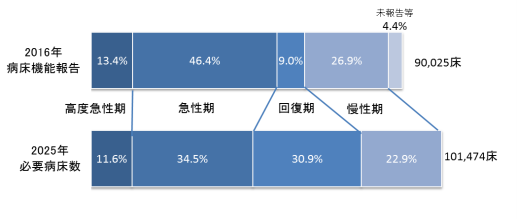 未報告等
4.4%
2016年
病床機能報告
13.4%
46.4%
9.0%
26.9%
90,025床
高度急性期
急性期
回復期
慢性期
2025年
必要病床数
11.6%
34.5%
30.9%
22.9%
101,474床